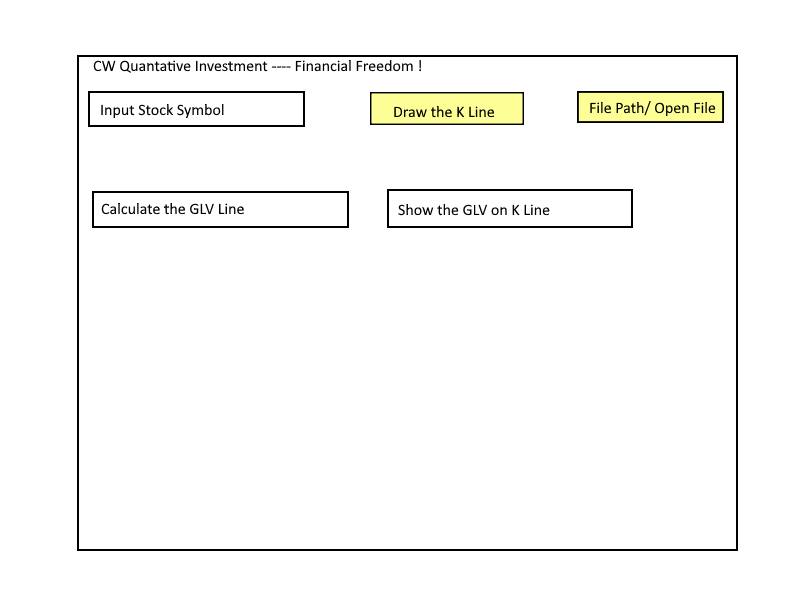 CW Quantative Investment ---- Financial Freedom !
Input Stock Symbol
Draw the K Line
File Path/ Open File
Calculate the GLV Line
Show the GLV on K Line